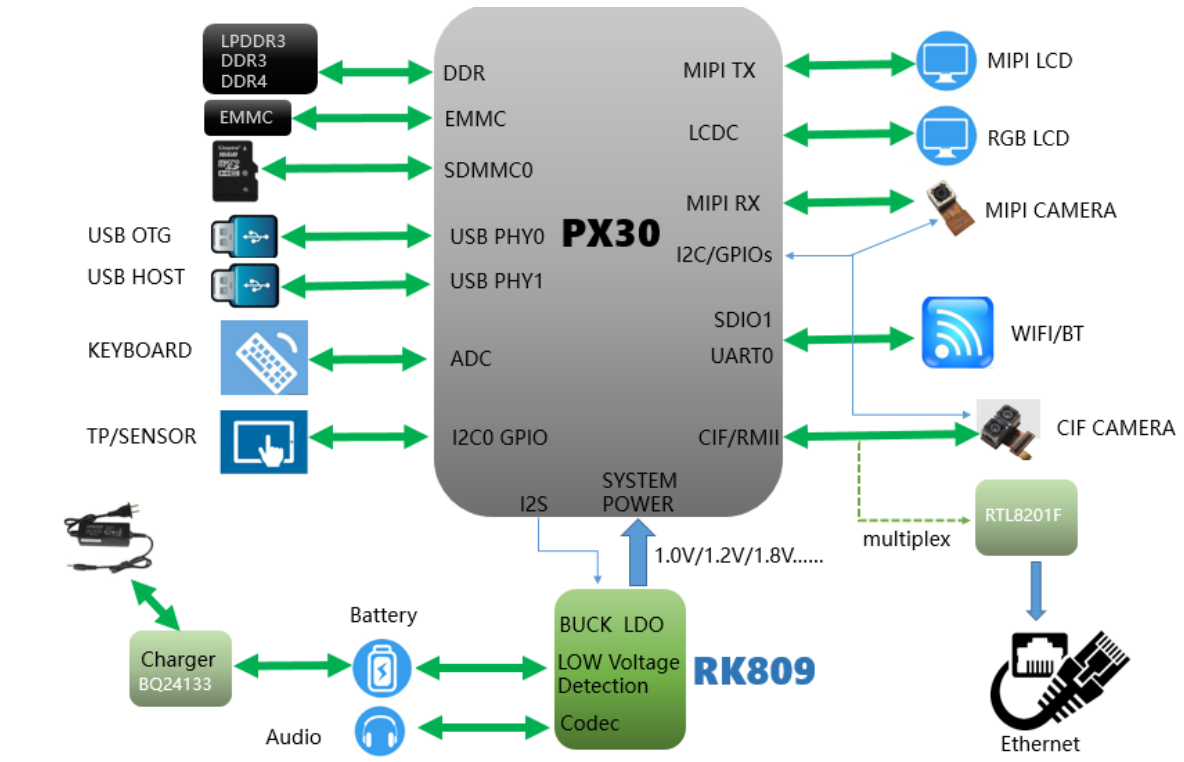 LPDDR3
DDR3
DDR4
DDR
MIPI TX
MIPI LCD
EMMC
EMMC
LCDC
RGB LCD
SDMMC0
MIPI RX
MIPI CAMERA
USB OTG
USB PHY0
PX30
I2C/GPIOs
USB HOST
USB PHY1
SDIO1
WIFI/BT
KEYBOARD
ADC
UART0
TP/SENSOR
I2C0 GPIO
CIF/RMII
CIF CAMERA
I2S
SYSTEM
POWER
RTL8201F
multiplex
1.0V/1.2V/1.8V......
Battery
BUCK LDO
Charger
BQ24133
LOW Voltage
Detection
RK809
Codec
Audio
Ethernet